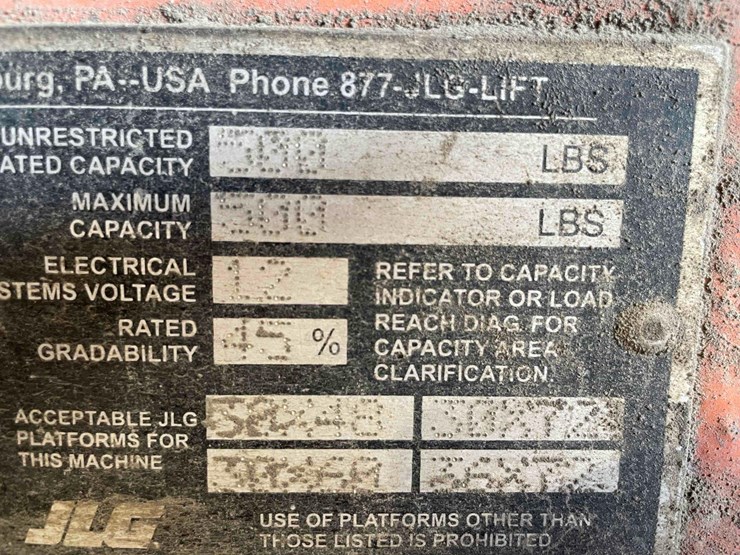 burg, PA--USA Phone 877-JLG-LIFT
UNRESTRICTED
ATED CAPACITY 500 LBS
MAXIMUM
CAPACITY 500 LBS
ELECTRICAL
STEMS VOLTAGE 12
RATED
GRADABILITY 45 %
REFER TO CAPACITY
INDICATOR OR LOAD
REACH DIAG. FOR
CAPACITY AREA
CLARIFICATION.
ACCEPTABLE JLG
PLATFORMS FOR
THIS MACHINE
JLG
USE OF PLATFORMS OTHER THAN
THOSE LISTED IS PROHIBITED